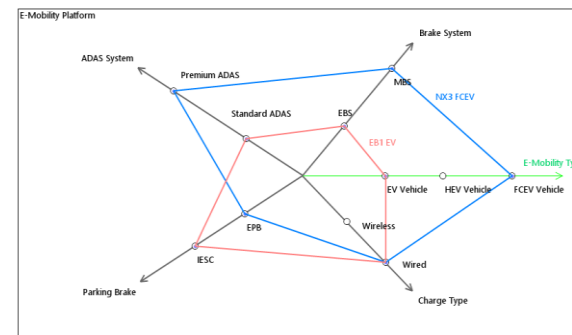 E-Mobility Platform
Brake System
ADAS System
Premium ADAS
MBS
NX3 FCEV
Standard ADAS
EBS
EB1 EV
E-Mobility Ty
EV Vehicle
HEV Vehicle
FCEV Vehicle
Wireless
EPB
IESC
Wired
Parking Brake
Charge Type